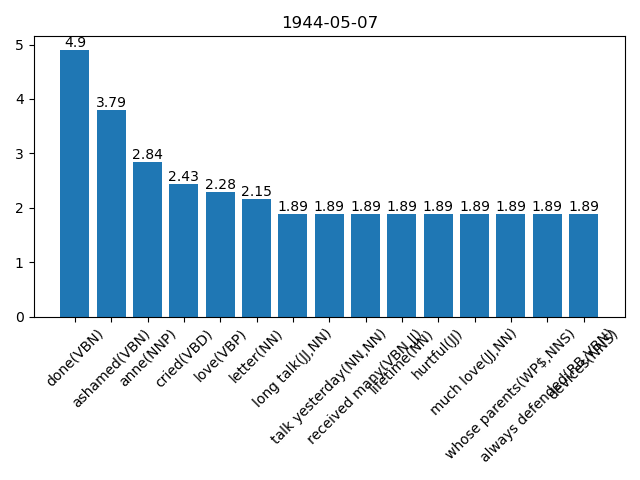 1944-05-07
5
4
3
2
1
0
4.9
3.79
2.84
2.43
2.28
2.15
1.89
1.89
1.89
1.89
1.89
1.89
1.89
1.89
1.89
done(VBN)
ashamed(VBN)
anne(NNP)
cried(VBD)
love(VBP)
letter(NN)
long talk(JJ,NN)
talk yesterday(NN,NN)
received many(VBN,JJ)
lifetime(NN)
hurtful(JJ)
much love(JJ,NN)
whose parents(WP$,NNS)
always defended(RB,VBN)
devices(NNS)